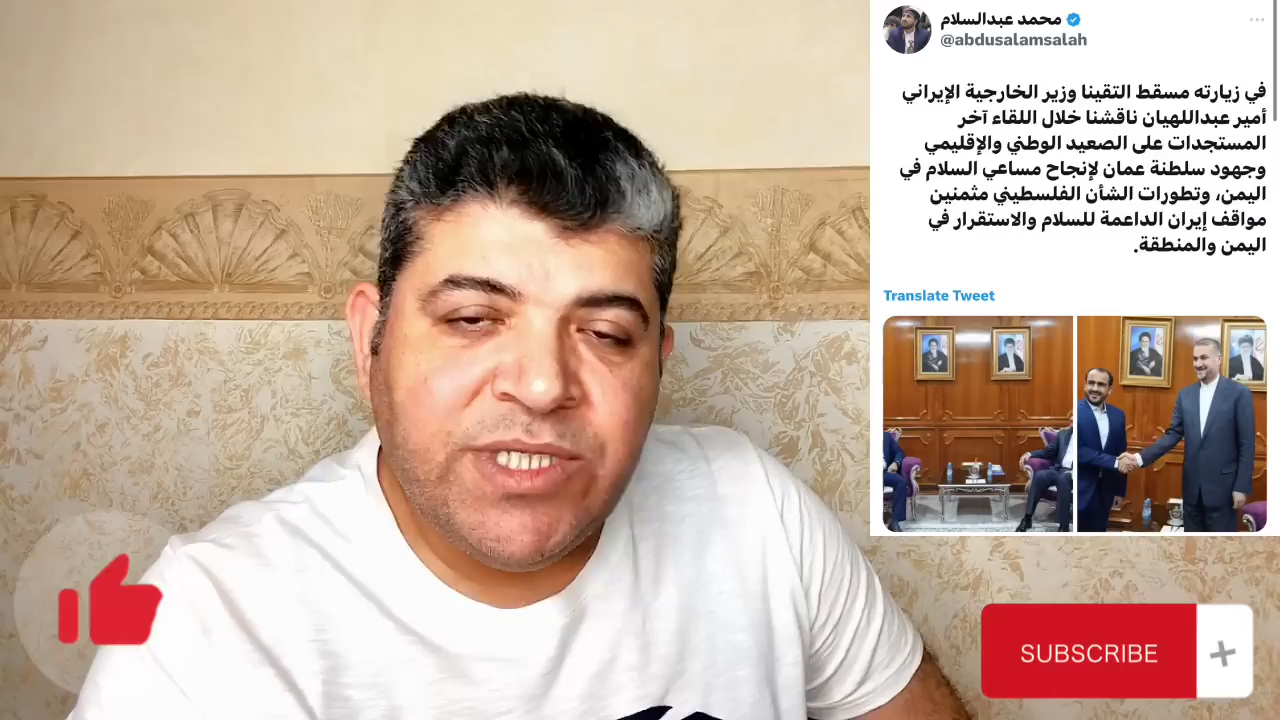 محمد عبدالسلام
@abdusalamsalah
في زيارته مسقط التقينا وزير الخارجية الإيراني
أمير عبداللهيان ناقشنا خلال اللقاء آخر
المستجدات على الصعيد الوطني والإقليمي
وجهود سلطنة عمان لإنجاح مساعي السلام في
اليمن، وتطورات الشأن الفلسطيني مثمنين
مواقف إيران الداعمة للسلام والاستقرار في
اليمن والمنطقة.
Translate Tweet
SUBSCRIBE